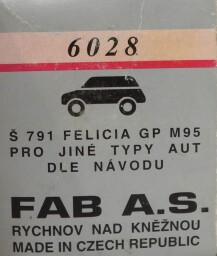 6028
Š 791 FELICIA GP M95
PRO JINÉ TYPY AUT
DLE NÁVODU
FAB A.S.
RYCHNOV NAD KNĚŽNOU
MADE IN CZECH REPUBLIC